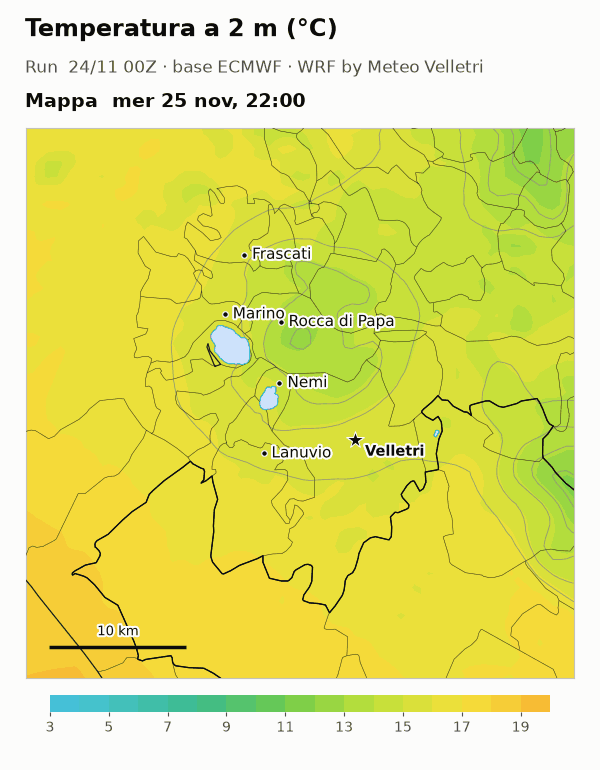 Temperatura a 2 m (°C)
Run 24/11 00Z · base ECMWF · WRF by Meteo Velletri
Mappa mer 25 nov, 22:00
Frascati
Marino
Rocca di Papa
Nemi
Velletri
Lanuvio
10 km
3 5 7 9 11 13 15 17 19